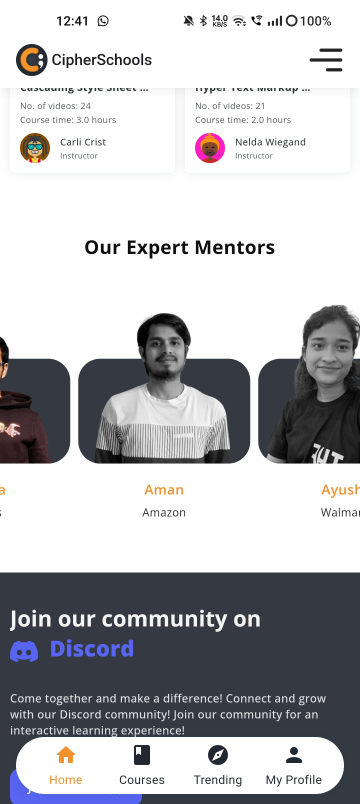 12:41 14.0 KB/S 100%
CipherSchools
Cascading Style Sheet ... Hyper Text Markup ...
No. of videos: 24 No. of videos: 21
Course time: 3.0 hours Course time: 2.0 hours
Carli Crist Nelda Wiegand
Instructor Instructor
Our Expert Mentors
a Aman Ayush
s Amazon Walmar
Join our community on
Discord
Come together and make a difference! Connect and grow
with our Discord community! Join our community for an
interactive learning experience!
Home Courses Trending My Profile